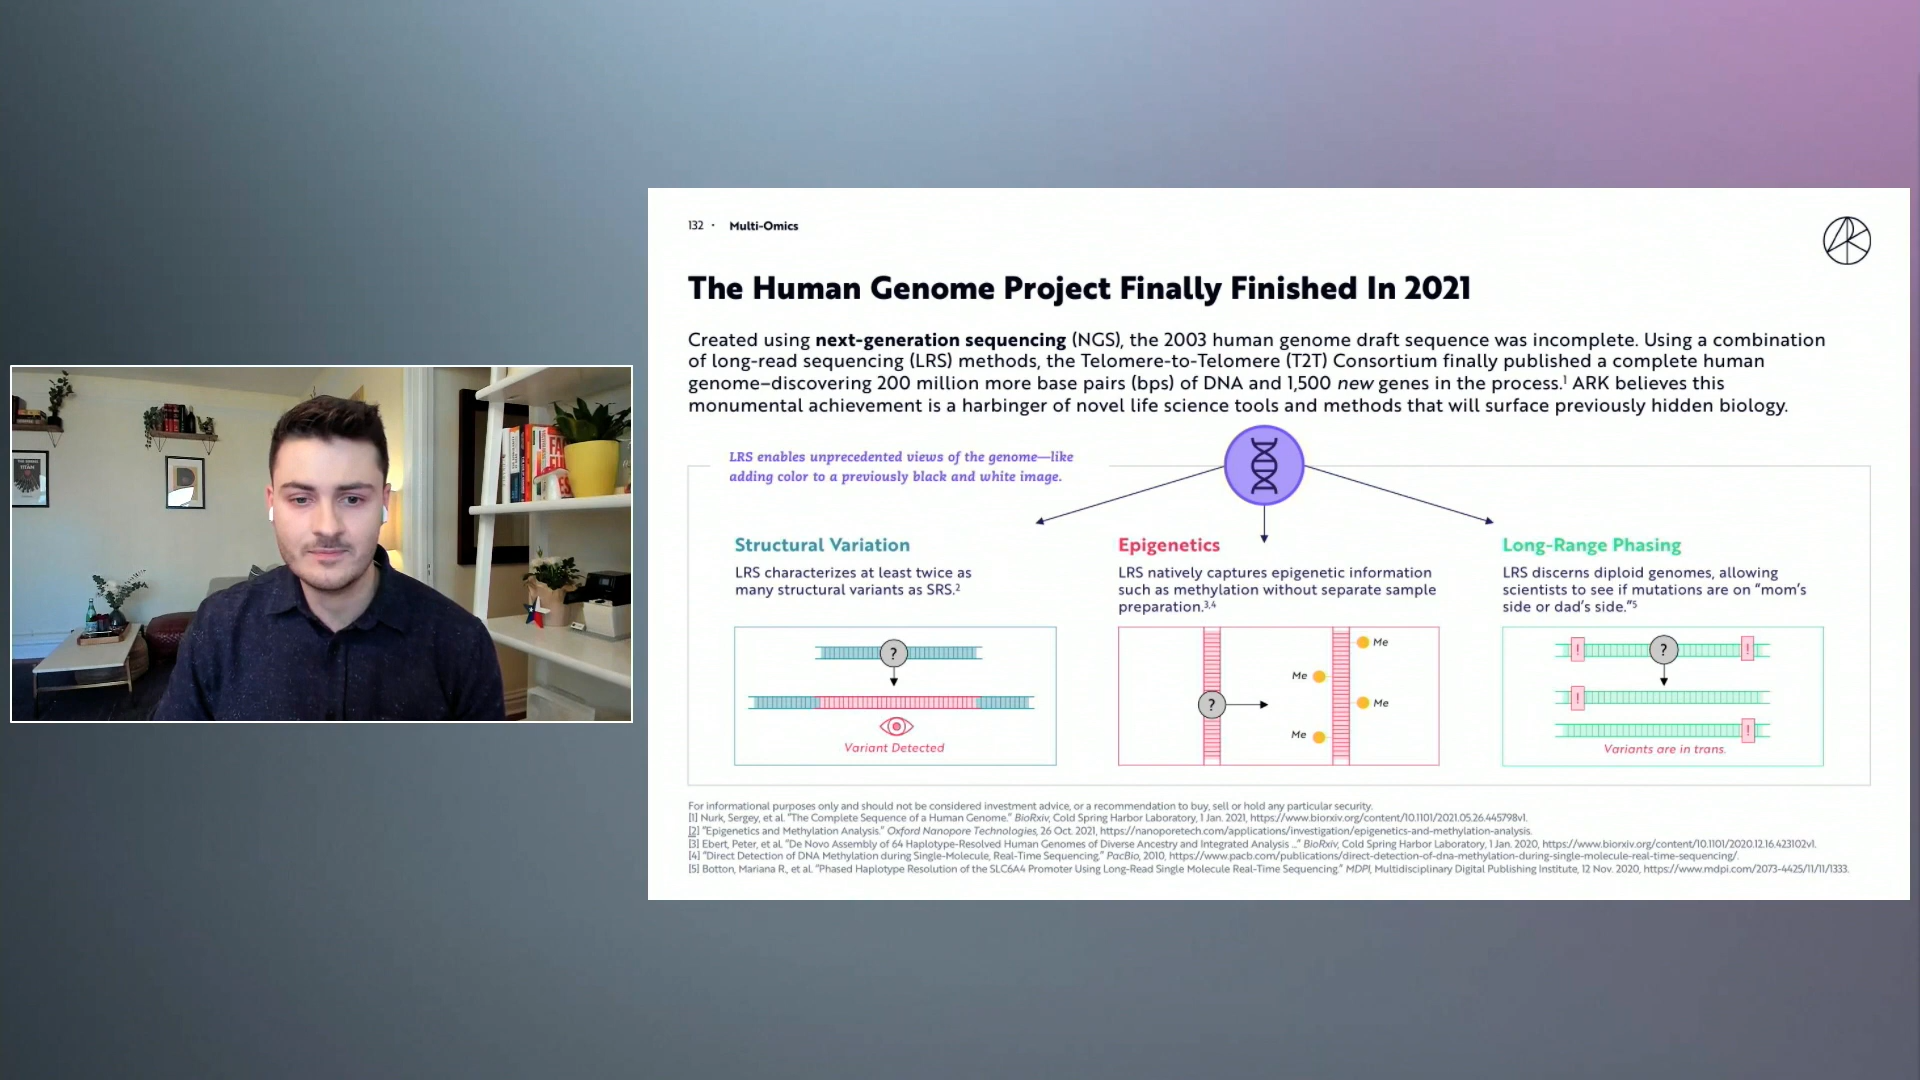 132 · Multi-Omics
The Human Genome Project Finally Finished In 2021
Created using next-generation sequencing (NGS), the 2003 human genome draft sequence was incomplete. Using a combination
of long-read sequencing (LRS) methods, the Telomere-to-Telomere (T2T) Consortium finally published a complete human
genome–discovering 200 million more base pairs (bps) of DNA and 1,500 new genes in the process.¹ ARK believes this
monumental achievement is a harbinger of novel life science tools and methods that will surface previously hidden biology.
LRS enables unprecedented views of the genome—like
adding color to a previously black and white image.
Structural Variation
LRS characterizes at least twice as
many structural variants as SRS.²
?
Variant Detected
Epigenetics
LRS natively captures epigenetic information
such as methylation without separate sample
preparation.³,⁴
Me
Me
?
Me
Me
Long-Range Phasing
LRS discerns diploid genomes, allowing
scientists to see if mutations are on “mom’s
side or dad’s side.”⁵
! ? !
!
!
Variants are in trans.
For informational purposes only and should not be considered investment advice, or a recommendation to buy, sell or hold any particular security.
[1] Nurk, Sergey, et al. “The Complete Sequence of a Human Genome.” BioRxiv, Cold Spring Harbor Laboratory, 1 Jan. 2021, https://www.biorxiv.org/content/10.1101/2021.05.26.445798v1.
[2] “Epigenetics and Methylation Analysis.” Oxford Nanopore Technologies, 26 Oct. 2021, https://nanoporetech.com/applications/investigation/epigenetics-and-methylation-analysis.
[3] Ebert, Peter, et al. “De Novo Assembly of 64 Haplotype-Resolved Human Genomes of Diverse Ancestry and Integrated Analysis ...” BioRxiv, Cold Spring Harbor Laboratory, 1 Jan. 2020, https://www.biorxiv.org/content/10.1101/2020.12.16.423102v1.
[4] “Direct Detection of DNA Methylation during Single-Molecule, Real-Time Sequencing.” PacBio, 2010, https://www.pacb.com/publications/direct-detection-of-dna-methylation-during-single-molecule-real-time-sequencing/.
[5] Botton, Mariana R., et al. “Phased Haplotype Resolution of the SLC6A4 Promoter Using Long-Read Single Molecule Real-Time Sequencing.” MDPI, Multidisciplinary Digital Publishing Institute, 12 Nov. 2020, https://www.mdpi.com/2073-4425/11/11/1333.